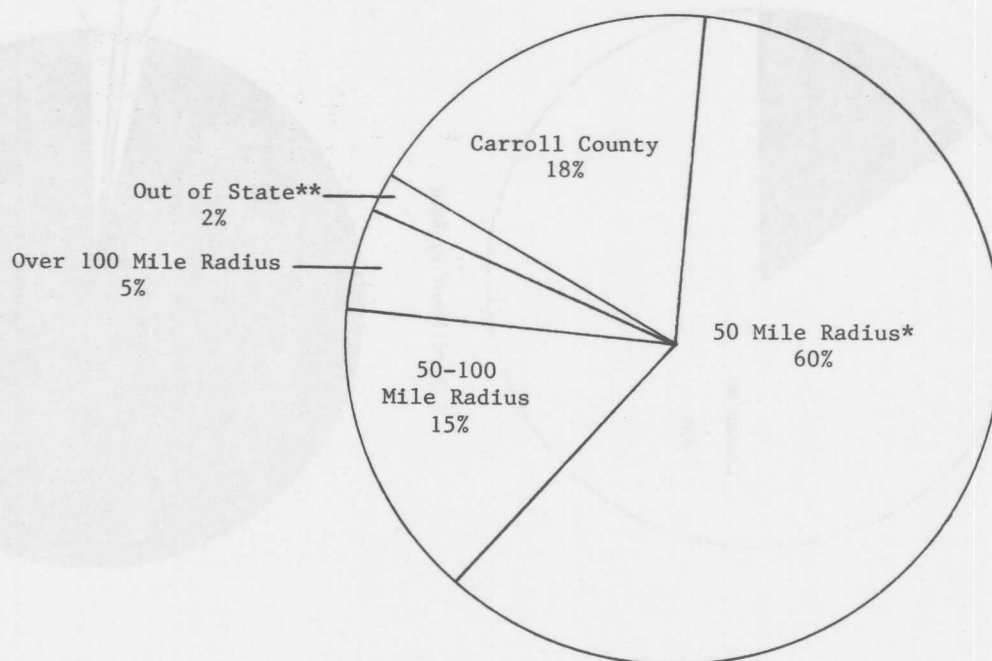 Carroll County
18%
Out of State**
2%
Over 100 Mile Radius
5%
50 Mile Radius*
60%
50-100
Mile Radius
15%